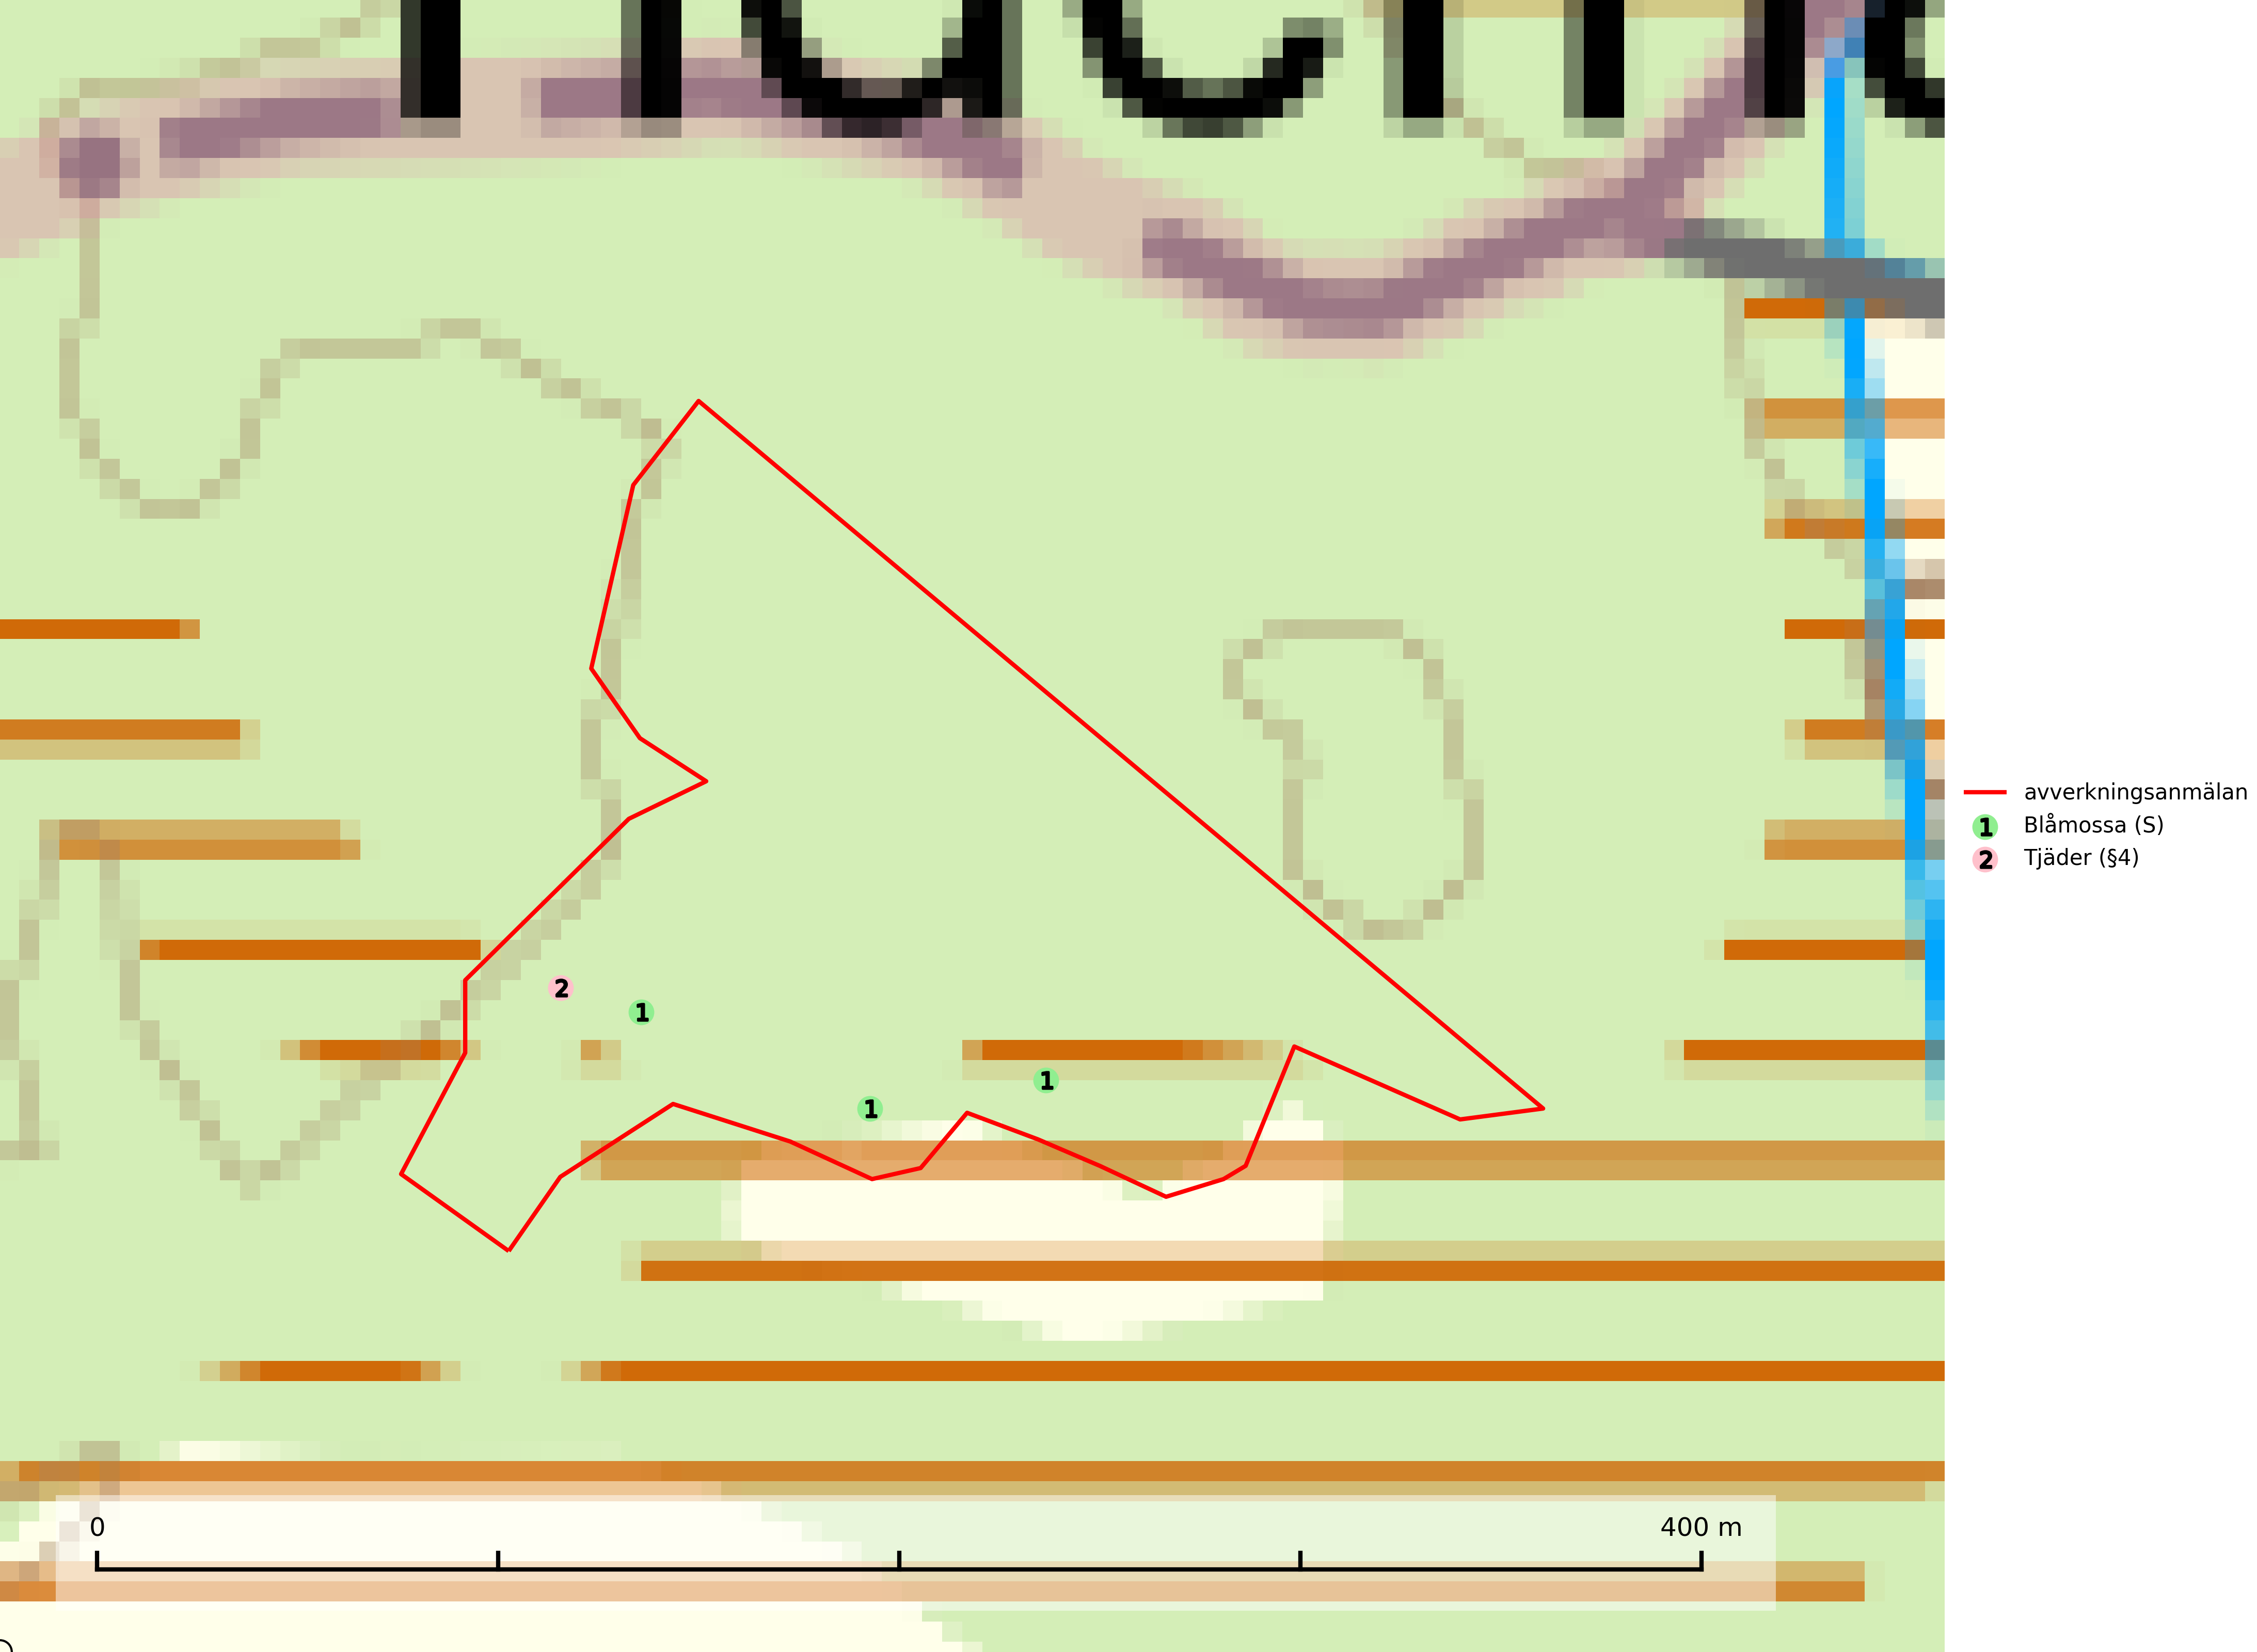 avverkningsanmälan
1 Blåmossa (S)
2 Tjäder (§4)
2
1
1
1
0 400 m